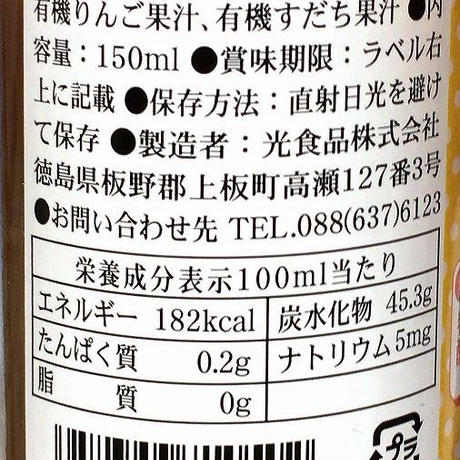 有機りんご果汁、有機すだち果汁 ●内
容量：150ml ●賞味期限：ラベル右
上に記載 ●保存方法：直射日光を避け
て保存 ●製造者：光食品株式会社
徳島県板野郡上板町高瀬127番3号
●お問い合わせ先 TEL.088(637)6123
栄養成分表示100ml当たり
エネルギー 182kcal 炭水化物 45.3g
たんぱく質 0.2g ナトリウム 5mg
脂 質 0g
プラ